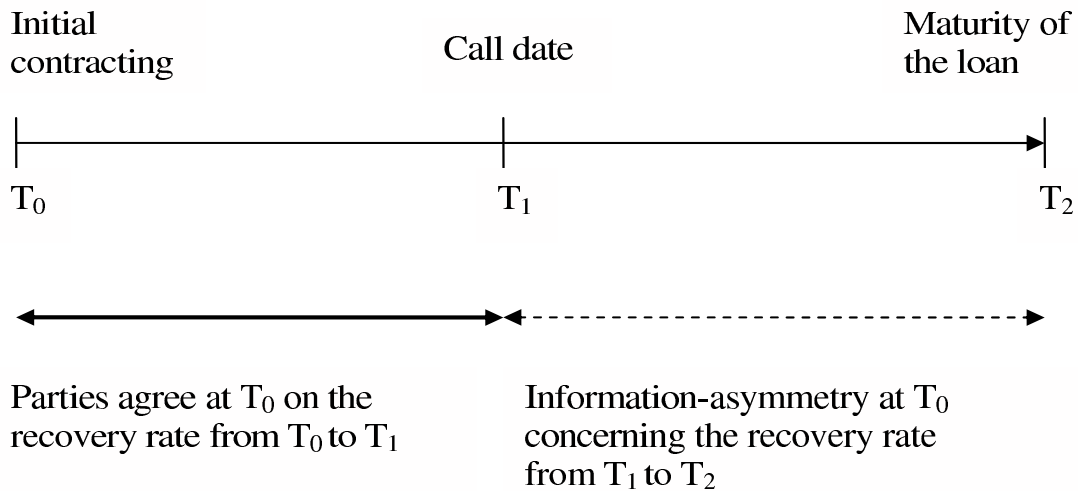 Initial
contracting
Call date
Maturity of
the loan
T₀
T₁
T₂
Parties agree at T₀ on the
recovery rate from T₀ to T₁
Information-asymmetry at T₀
concerning the recovery rate
from T₁ to T₂